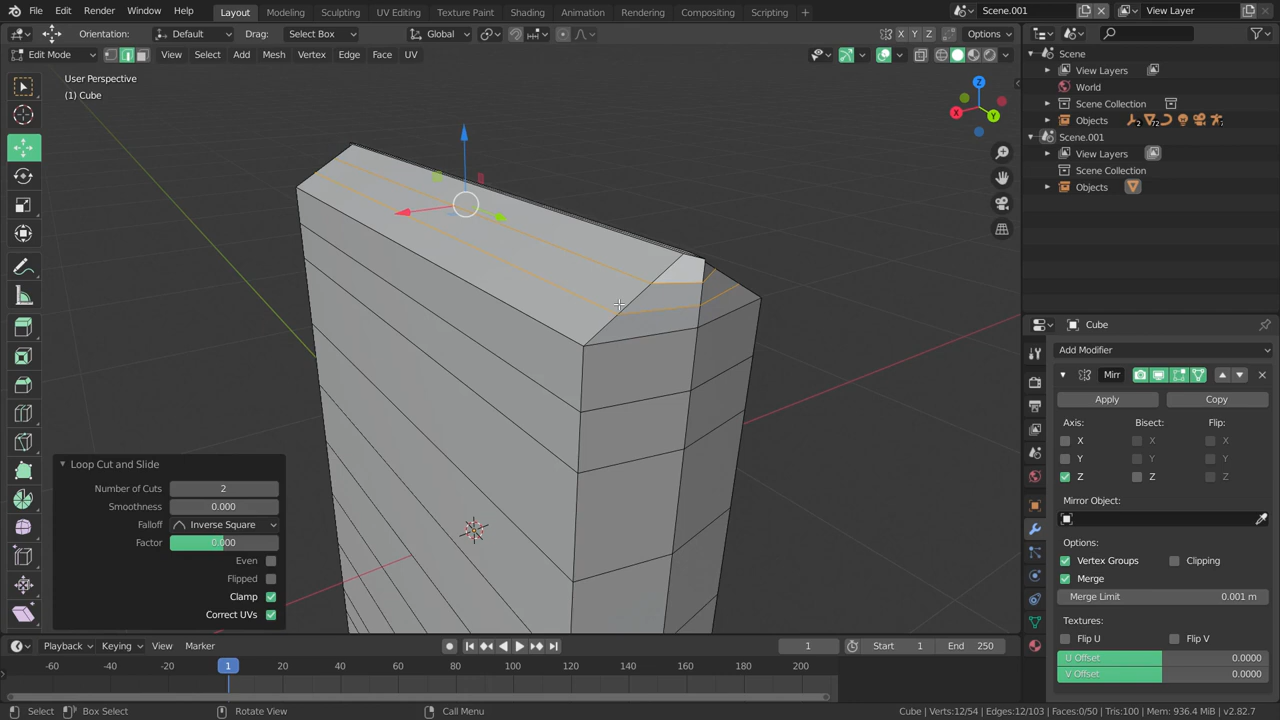 File Edit Render Window Help Layout Modeling Sculpting UV Editing Texture Paint Shading Animation Rendering Compositing Scripting + Scene.001 View Layer
Orientation: Default Drag: Select Box Global X Y Z Options
Edit Mode View Select Add Mesh Vertex Edge Face UV
User Perspective
(1) Cube
Z
X
Y
Scene
View Layers
World
Scene Collection
Objects 2 72 7
Scene.001
View Layers
Scene Collection
Objects
Cube
Add Modifier
Mirr
Apply Copy
Axis: Bisect: Flip:
X X X
Y Y Y
Z Z Z
Mirror Object:
Options:
Vertex Groups Clipping
Merge
Merge Limit 0.001 m
Textures:
Flip U Flip V
U Offset 0.0000
V Offset 0.0000
Loop Cut and Slide
Number of Cuts 2
Smoothness 0.000
Falloff Inverse Square
Factor 0.000
Even
Flipped
Clamp
Correct UVs
Playback Keying View Marker 1 Start 1 End 250
-60 -40 -20 1 20 40 60 80 100 120 140 160 180 200
Select Box Select Rotate View Call Menu Cube | Verts:12/54 | Edges:12/103 | Faces:0/50 | Tris:100 | Mem: 936.4 MiB | v2.82.7